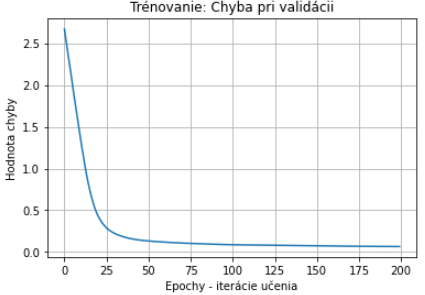 Trénovanie: Chyba pri validácii
Hodnota chyby
2.5
2.0
1.5
1.0
0.5
0.0
0 25 50 75 100 125 150 175 200
Epochy - iterácie učenia